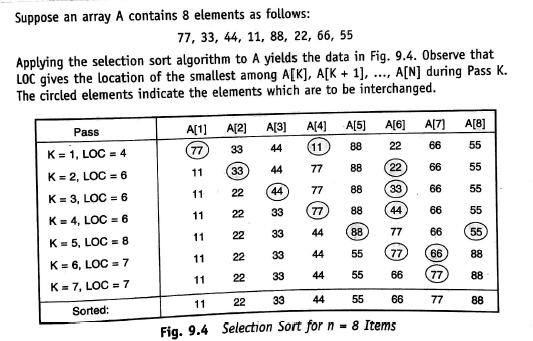 Suppose an array A contains 8 elements as follows:
77, 33, 44, 11, 88, 22, 66, 55
Applying the selection sort algorithm to A yields the data in Fig. 9.4. Observe that
LOC gives the location of the smallest among A[K], A[K + 1], ..., A[N] during Pass K.
The circled elements indicate the elements which are to be interchanged.
Pass A[1] A[2] A[3] A[4] A[5] A[6] A[7] A[8]
K = 1, LOC = 4 77 33 44 11 88 22 66 55
K = 2, LOC = 6 11 33 44 77 88 22 66 55
K = 3, LOC = 6 11 22 44 77 88 33 66 55
K = 4, LOC = 6 11 22 33 77 88 44 66 55
K = 5, LOC = 8 11 22 33 44 88 77 66 55
K = 6, LOC = 7 11 22 33 44 55 77 66 88
K = 7, LOC = 7 11 22 33 44 55 66 77 88
Sorted: 11 22 33 44 55 66 77 88
Fig. 9.4 Selection Sort for n = 8 Items